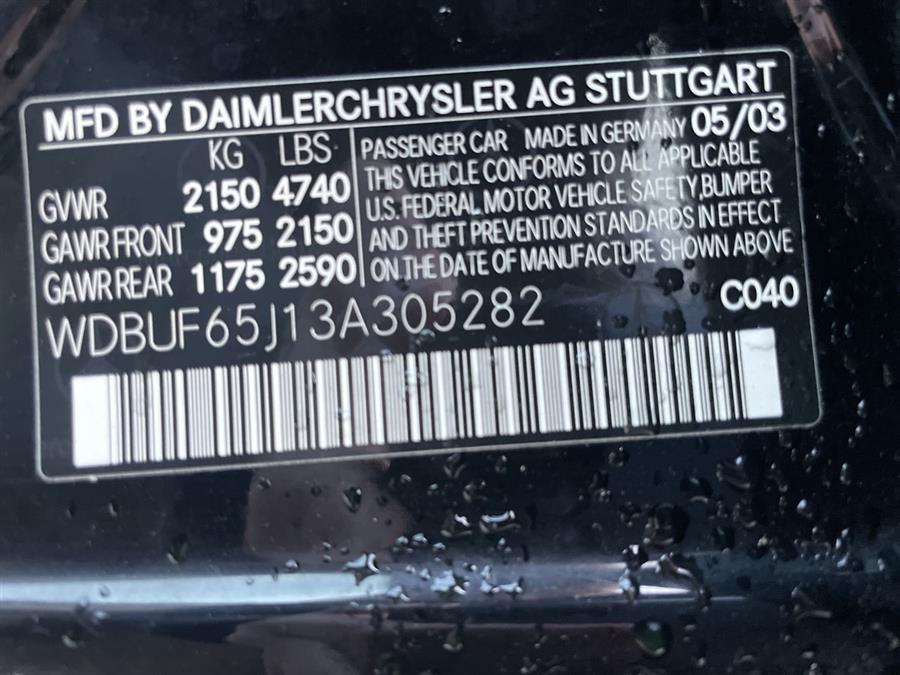 MFD BY DAIMLERCHRYSLER AG STUTTGART
KG LBS
GVWR 2150 4740
GAWR FRONT 975 2150
GAWR REAR 1175 2590
PASSENGER CAR MADE IN GERMANY 05/03
THIS VEHICLE CONFORMS TO ALL APPLICABLE
U.S. FEDERAL MOTOR VEHICLE SAFETY, BUMPER
AND THEFT PREVENTION STANDARDS IN EFFECT
ON THE DATE OF MANUFACTURE SHOWN ABOVE
WDBUF65J13A305282
C040